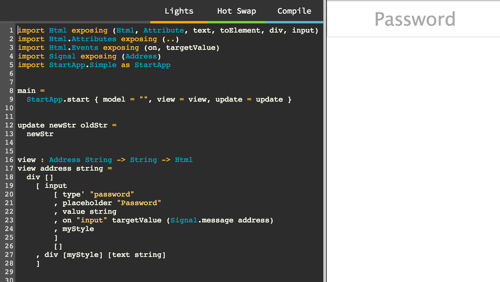 Lights Hot Swap Compile
1 import Html exposing (Html, Attribute, text, toElement, div, input)
2 import Html.Attributes exposing (..)
3 import Html.Events exposing (on, targetValue)
4 import Signal exposing (Address)
5 import StartApp.Simple as StartApp
6
7
8 main =
9 StartApp.start { model = "", view = view, update = update }
10
11
12 update newStr oldStr =
13 newStr
14
15
16 view : Address String -> String -> Html
17 view address string =
18 div []
19 [ input
20 [ type' "password"
21 , placeholder "Password"
22 , value string
23 , on "input" targetValue (Signal.message address)
24 , myStyle
25 ]
26 []
27 , div [myStyle] [text string]
28 ]
29
30
Password